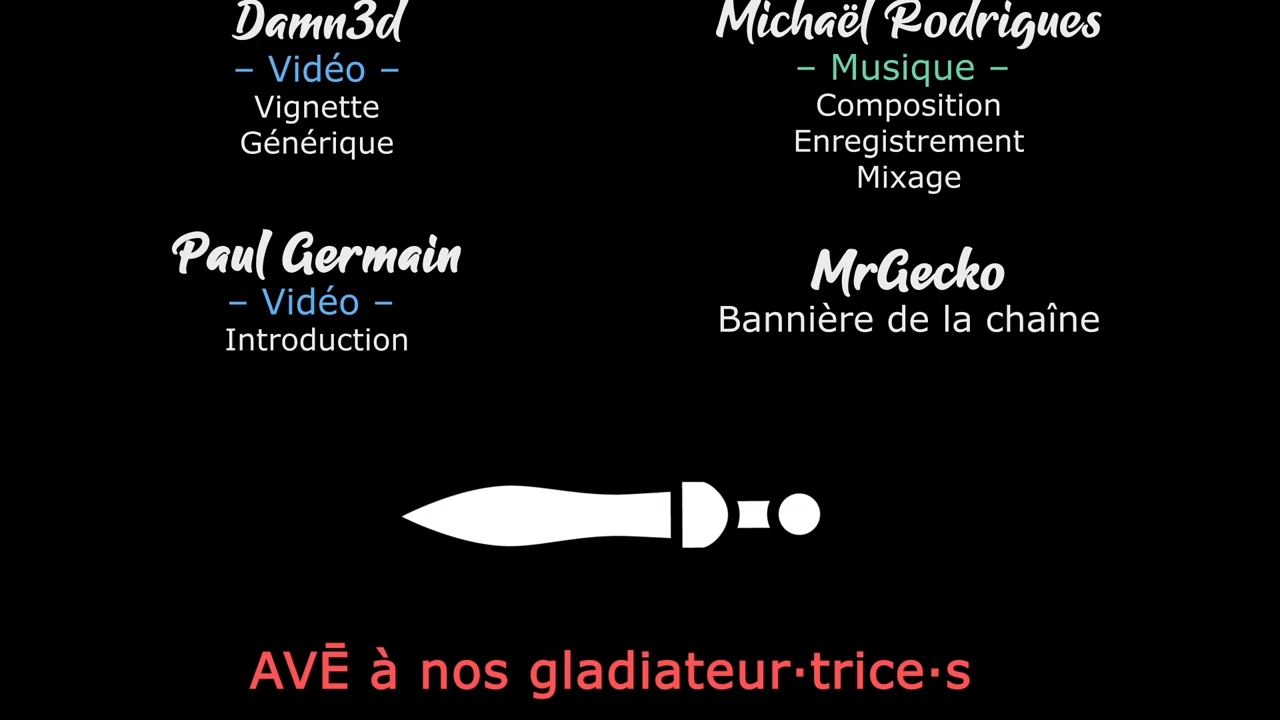 Damn3d
– Vidéo –
Vignette
Générique
Michaël Rodrigues
– Musique –
Composition
Enregistrement
Mixage
Paul Germain
– Vidéo –
Introduction
MrGecko
Bannière de la chaîne
AVĒ à nos gladiateur·trice·s